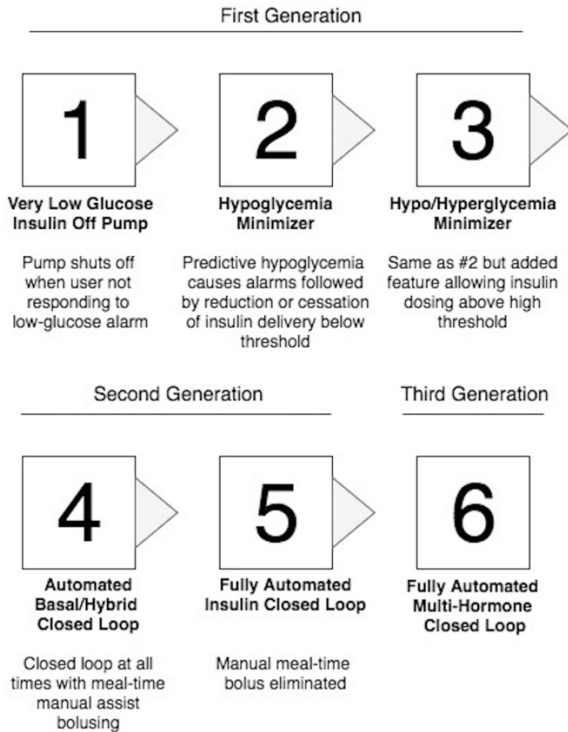 First Generation
1
2
3
Very Low Glucose
Insulin Off Pump
Pump shuts off
when user not
responding to
low-glucose alarm
Hypoglycemia
Minimizer
Predictive hypoglycemia
causes alarms followed
by reduction or cessation
of insulin delivery below
threshold
Hypo/Hyperglycemia
Minimizer
Same as #2 but added
feature allowing insulin
dosing above high
threshold
Second Generation
Third Generation
4
5
6
Automated
Basal/Hybrid
Closed Loop
Closed loop at all
times with meal-time
manual assist
bolusing
Fully Automated
Insulin Closed Loop
Manual meal-time
bolus eliminated
Fully Automated
Multi-Hormone
Closed Loop